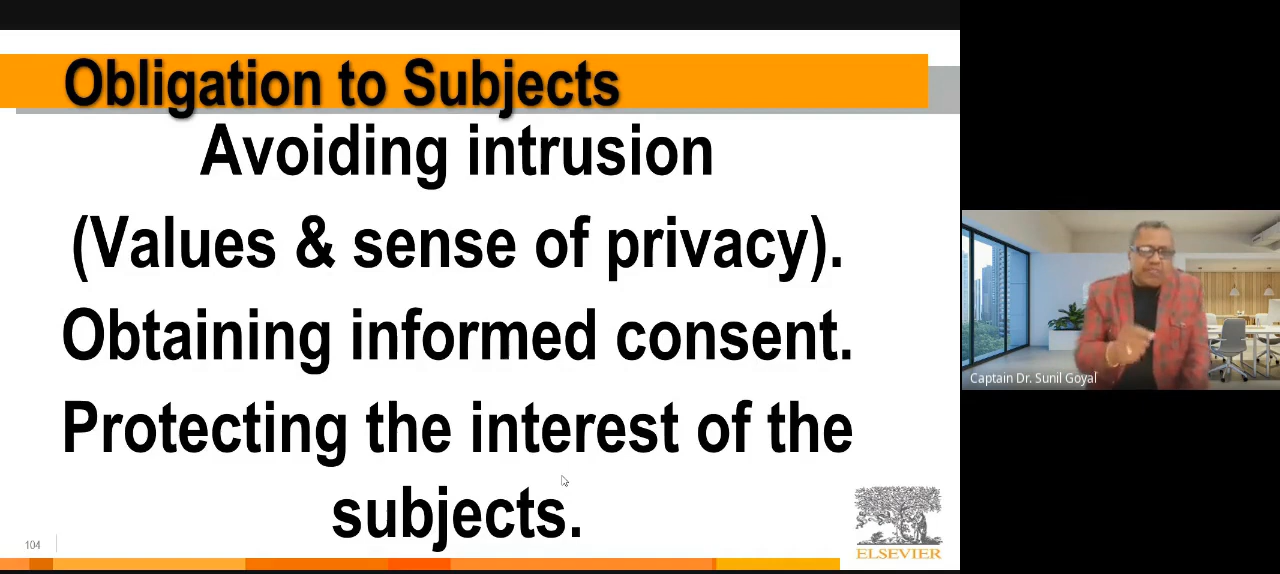 Obligation to Subjects
Avoiding intrusion
(Values & sense of privacy).
Obtaining informed consent.
Protecting the interest of the
subjects.
Captain Dr. Sunil Goyal
104
ELSEVIER